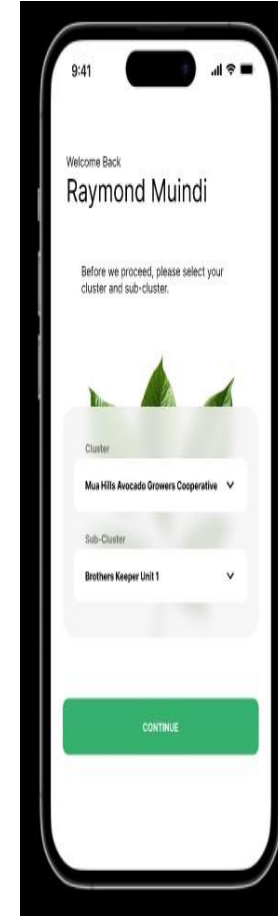 9:41
Welcome Back
Raymond Muindi
Before we proceed, please select your
cluster and sub-cluster.
Cluster
Mua Hills Avocado Growers Cooperative
Sub-Cluster
Brothers Keeper Unit 1
CONTINUE